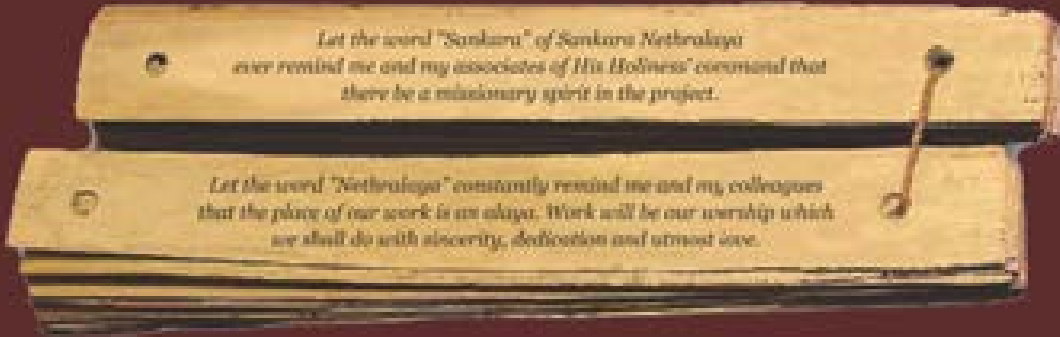 Let the word "Sankara" of Sankara Nethralaya
ever remind me and my associates of His Holiness' command that
there be a missionary spirit in the project.
Let the word "Nethralaya" constantly remind me and my colleagues
that the place of our work is an alaya. Work will be our worship which
we shall do with sincerity, dedication and utmost love.